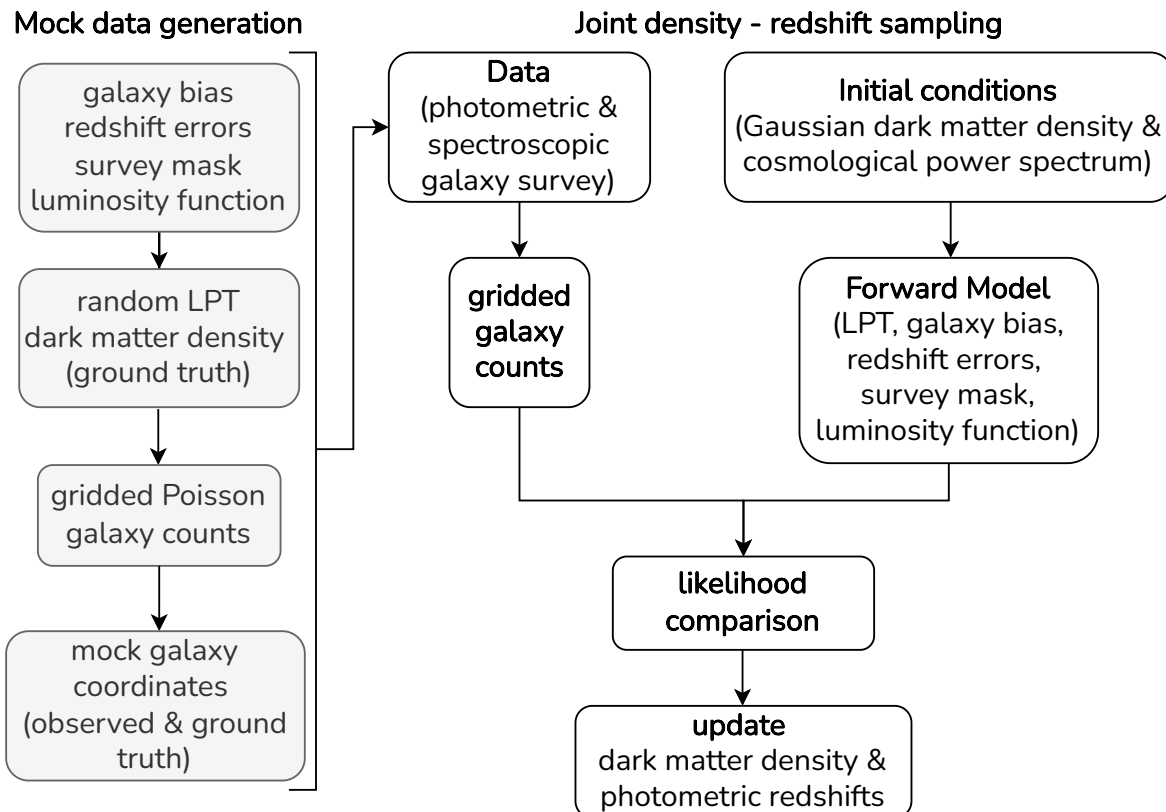 Mock data generation
galaxy bias
redshift errors
survey mask
luminosity function
random LPT
dark matter density
(ground truth)
gridded Poisson
galaxy counts
mock galaxy
coordinates
(observed & ground
truth)
Joint density - redshift sampling
Data
(photometric &
spectroscopic
galaxy survey)
gridded
galaxy
counts
Initial conditions
(Gaussian dark matter density &
cosmological power spectrum)
Forward Model
(LPT, galaxy bias,
redshift errors,
survey mask,
luminosity function)
likelihood
comparison
update
dark matter density &
photometric redshifts